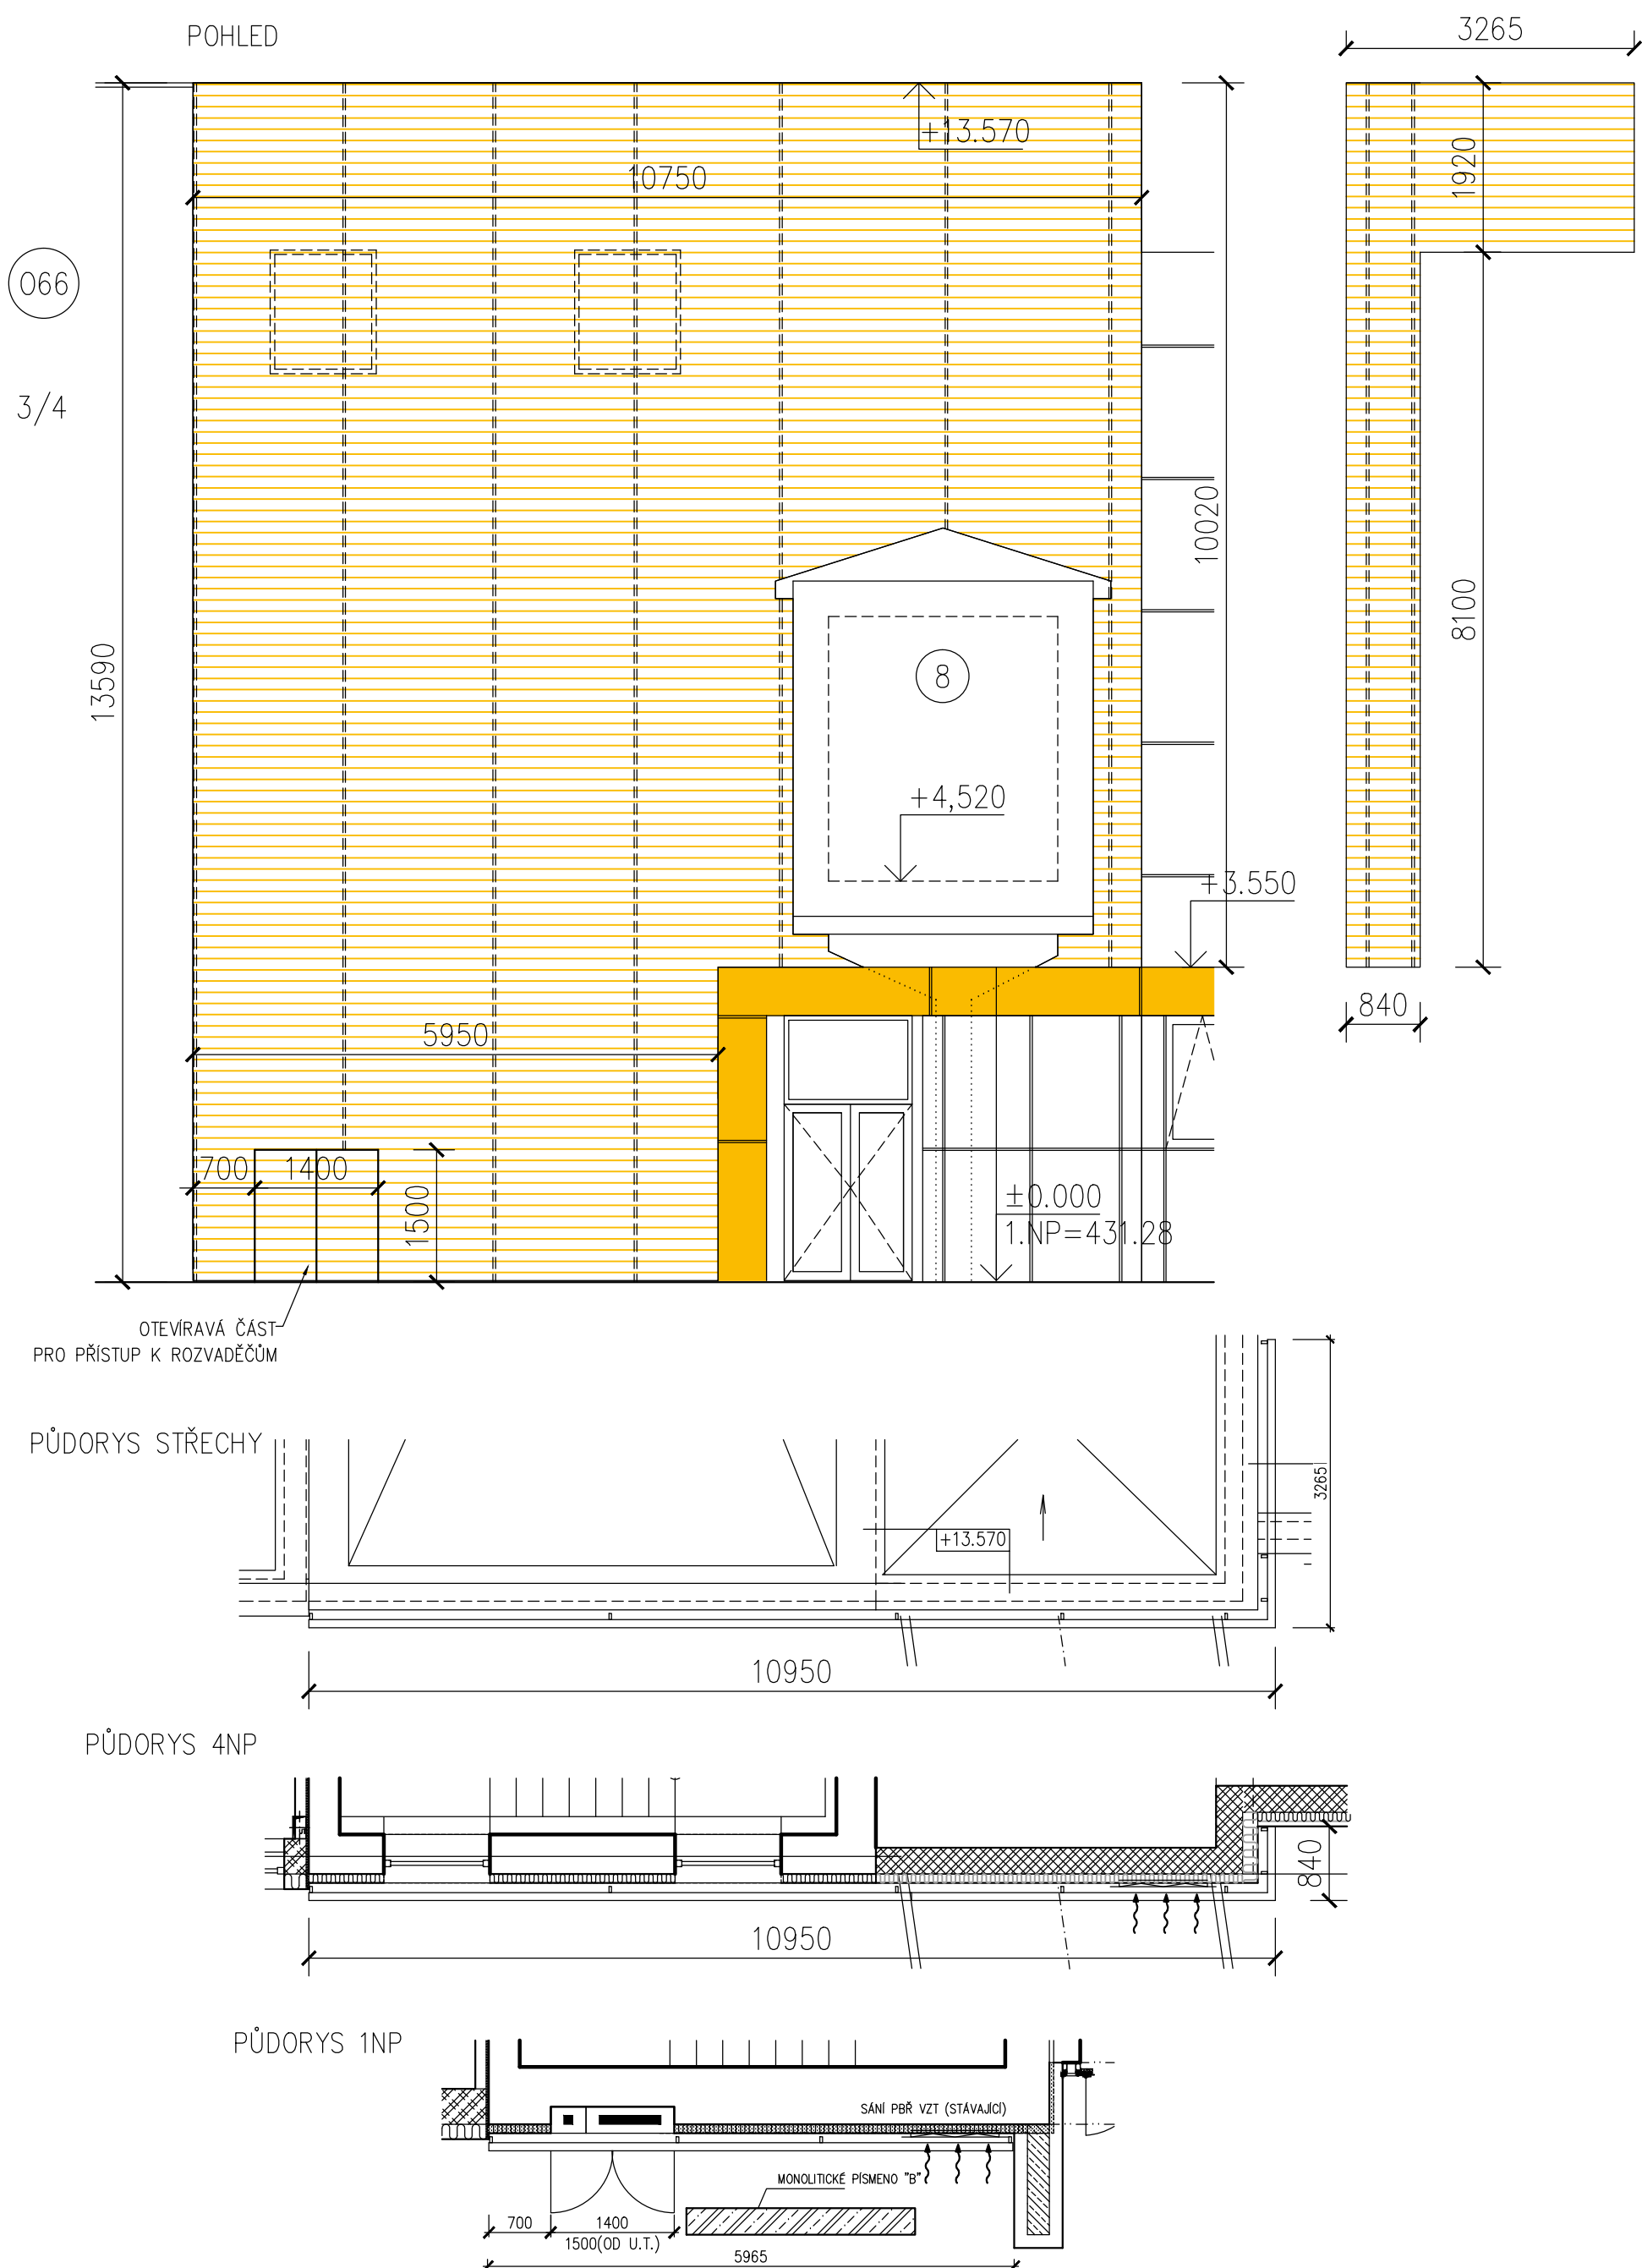 POHLED
3265
+13.570
10750
1920
066
3/4
10020
8100
13590
8
+4,520
+3.550
840
5950
700
1400
1500
±0.000
1.NP=431.28
OTEVÍRAVÁ ČÁST
PRO PŘÍSTUP K ROZVADĚČŮM
PŮDORYS STŘECHY
3265
+13.570
10950
PŮDORYS 4NP
840
10950
PŮDORYS 1NP
SÁNÍ PBŘ VZT (STÁVAJÍCÍ)
MONOLITICKÉ PÍSMENO "B"
700
1400
1500(OD U.T.)
5965